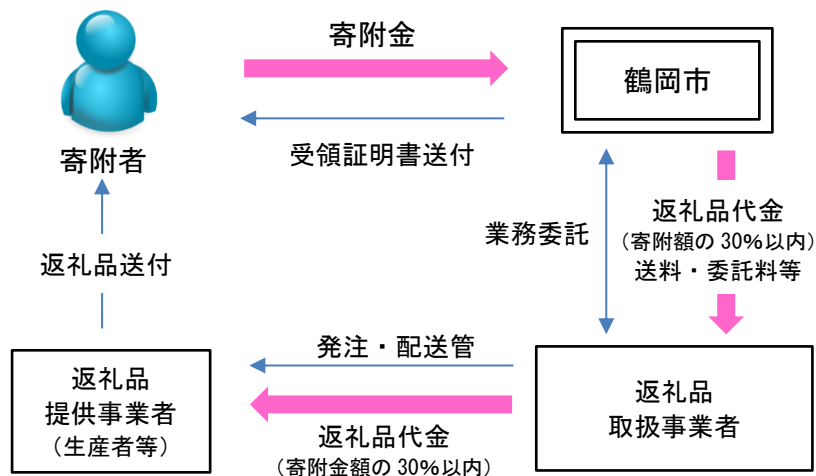 寄附金
鶴岡市
受領証明書送付
寄附者
業務委託
返礼品代金
（寄附額の 30％以内）
送料・委託料等
返礼品送付
発注・配送管
返礼品
提供事業者
（生産者等）
返礼品
取扱事業者
返礼品代金
（寄附金額の 30％以内）